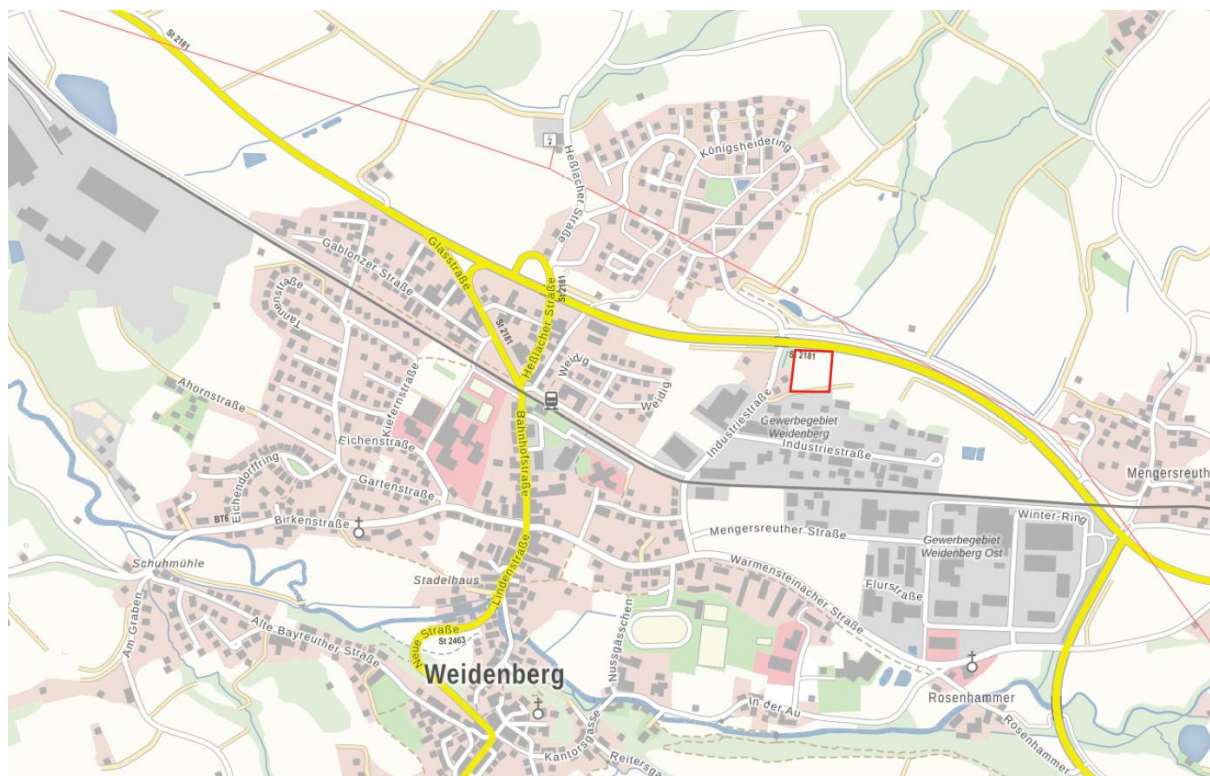 St 2181
Königsheidering
Heßlacher Straße
Gablonzer Straße
Glasstraße
St 2181
Heßlacher Straße
Tannenstraße
St 2181
Weidig
St 2181
Weidig
Ahornstraße
Kiefernstraße
Bahnhofstraße
Industriestraße
Gewerbegebiet
Weidenberg
Industriestraße
Mengersreuth
Eichenstraße
Eichendorffring
Gartenstraße
BT6
Birkenstraße
Winter-Ring
Mengersreuther Straße
Gewerbegebiet
Weidenberg Ost
Schuhmühle
Stadelhaus
Lindenstraße
Warmensteinacher Straße
Flurstraße
Am Graben
Alte Bayreuther Straße
Neue Straße
St 2463
Nussgässchen
Weidenberg
Rosenhammer
In der Au
Rosenhammer
Kantorsgasse
Reitersga